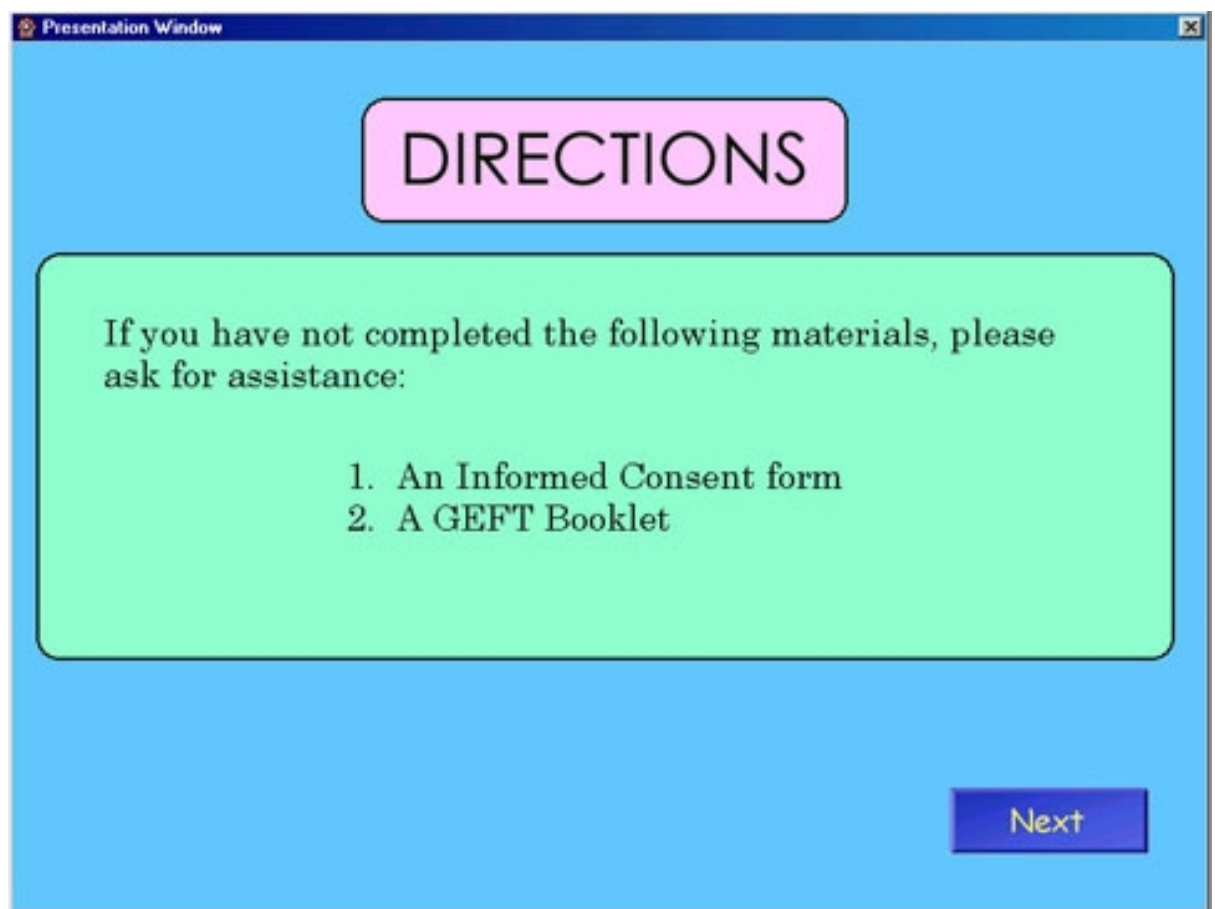 Presentation Window
DIRECTIONS
If you have not completed the following materials, please
ask for assistance:
1. An Informed Consent form
2. A GEFT Booklet
Next